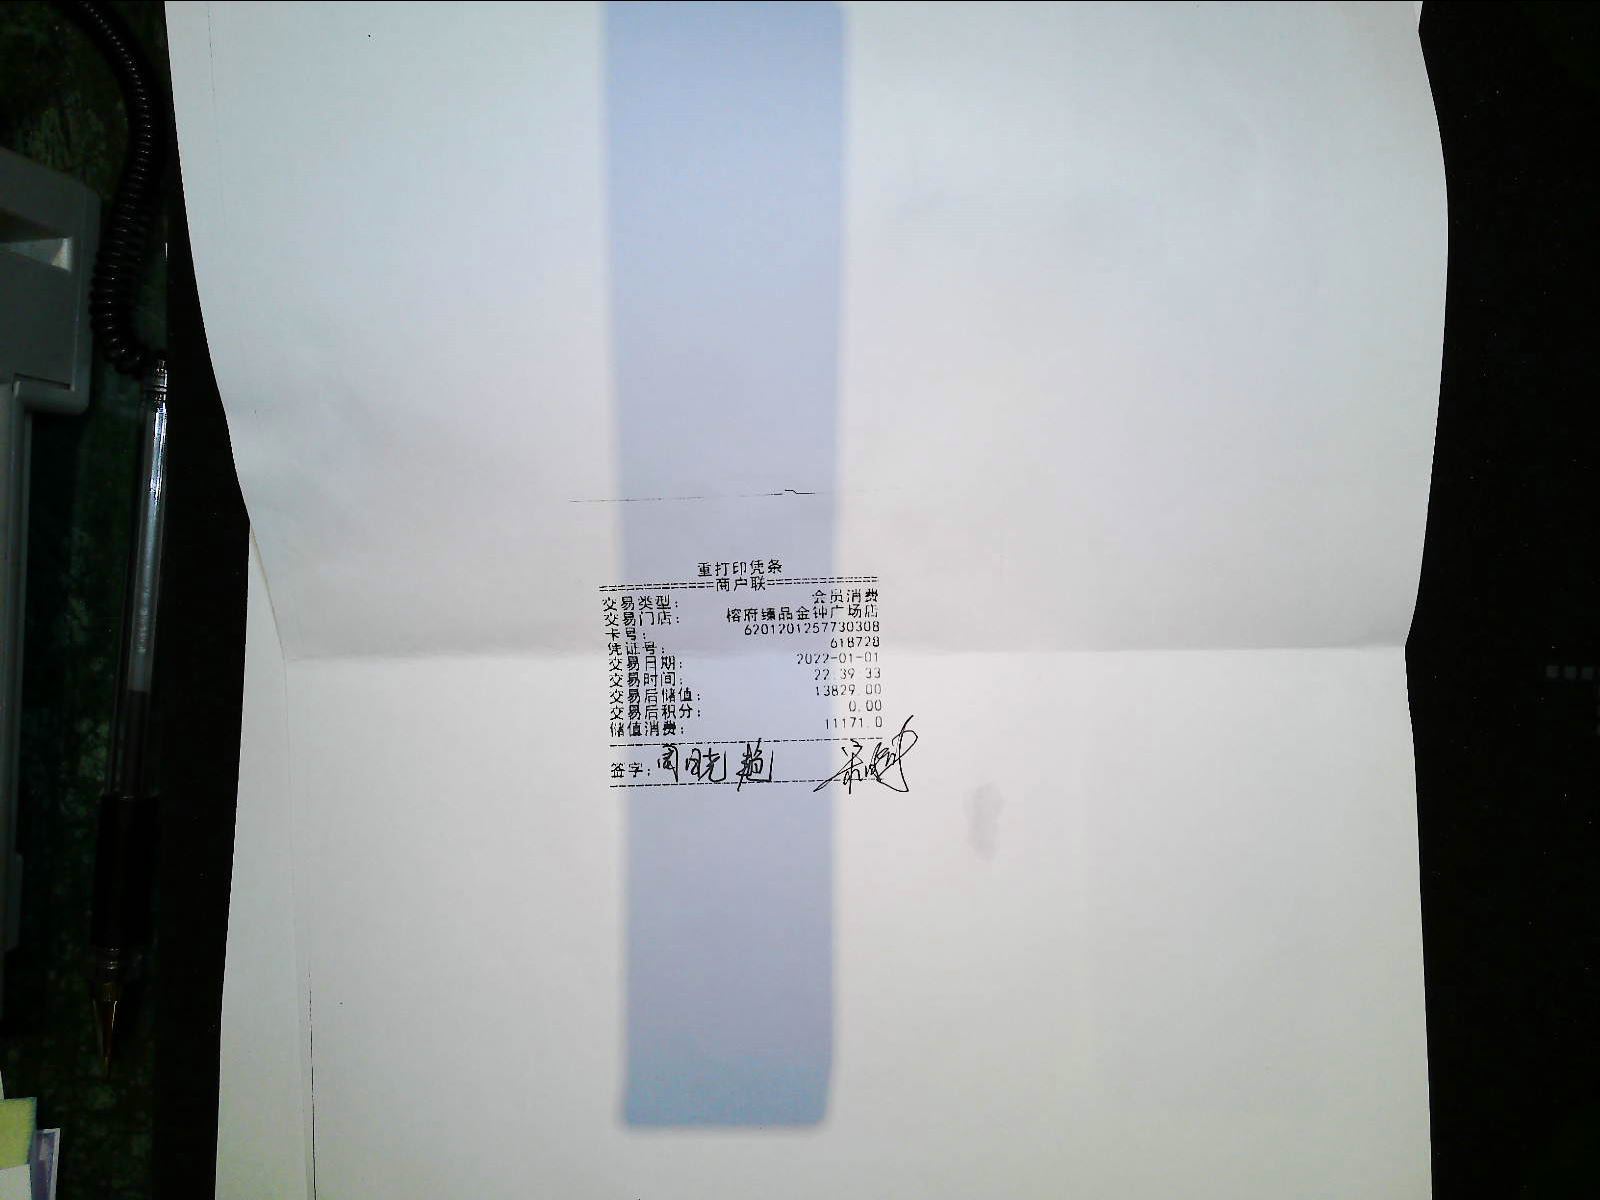 重打印凭条
=============商户联=============
交易类型: 会员消费
交易门店: 榕府臻品金钟广场店
卡号: 6201201257730308
凭证号: 618728
交易日期: 2022-01-01
交易时间: 22:39:33
交易后储值: 13829.00
交易后积分: 0.00
储值消费: 11171.0
签字: